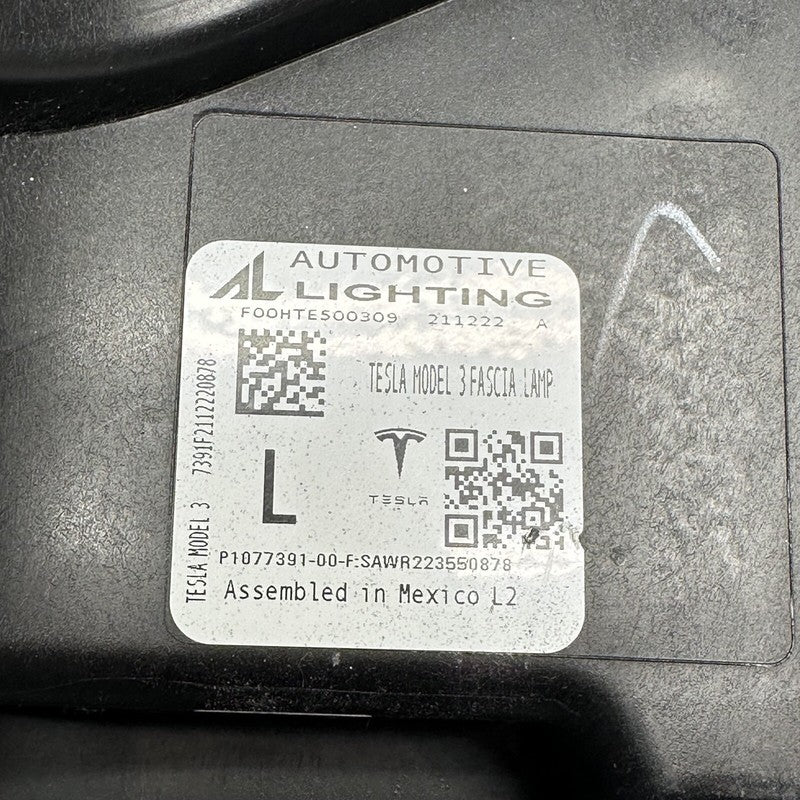 AL AUTOMOTIVE
LIGHTING
F00HTE500309 211222 A
TESLA MODEL 3 FASCIA LAMP
TESLA MODEL 3 7391F2112220878
L
TESLA
P1077391-00-F:SAWR223550878
Assembled in Mexico L2